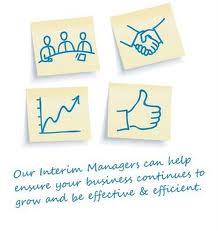 Our Interim Managers can help
ensure your business continues to
grow and be effective & efficient.